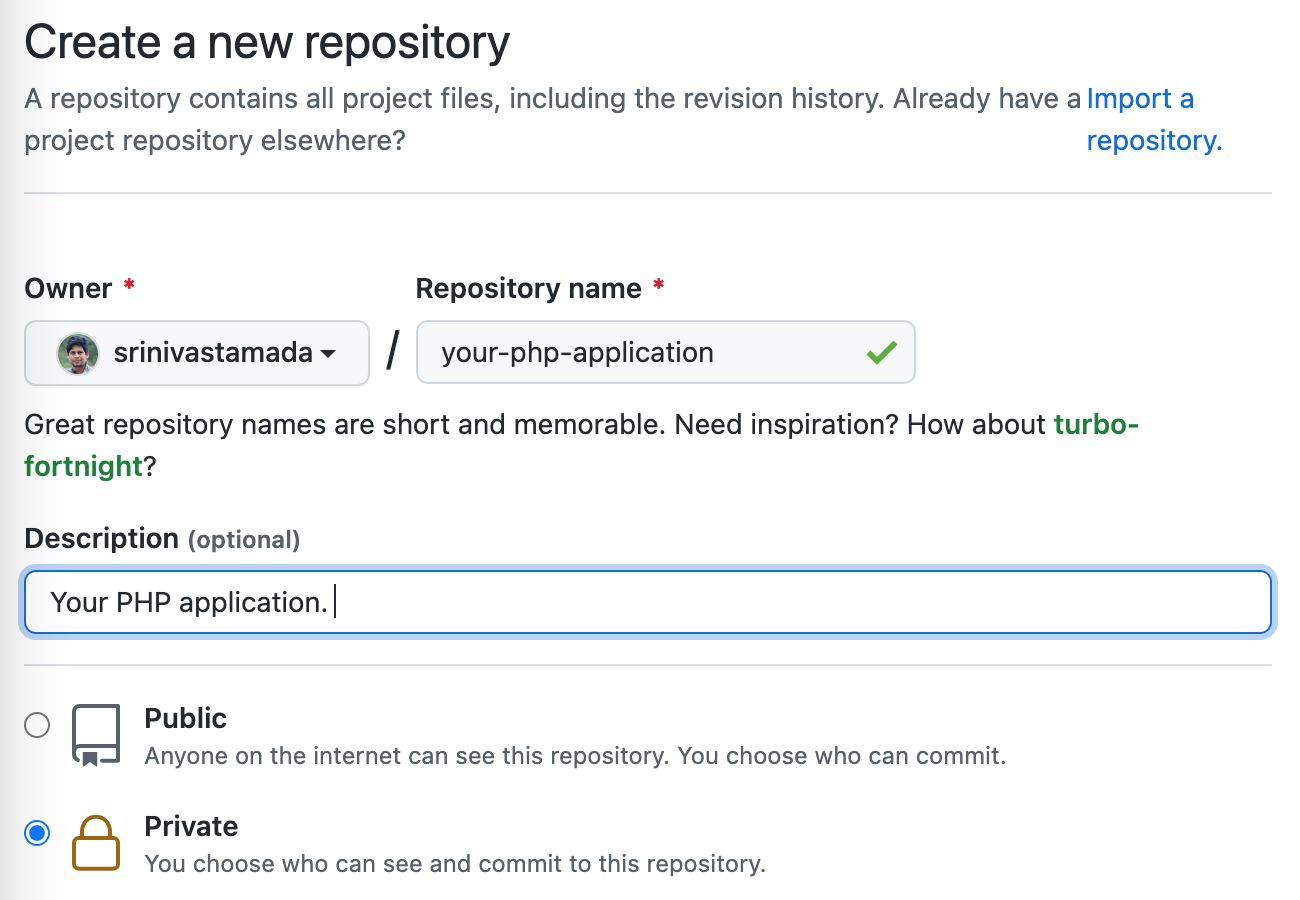 Create a new repository
A repository contains all project files, including the revision history. Already have a Import a
project repository elsewhere? repository.
Owner * Repository name *
srinivastamada / your-php-application
Great repository names are short and memorable. Need inspiration? How about turbo-
fortnight?
Description (optional)
Your PHP application.
Public
Anyone on the internet can see this repository. You choose who can commit.
Private
You choose who can see and commit to this repository.